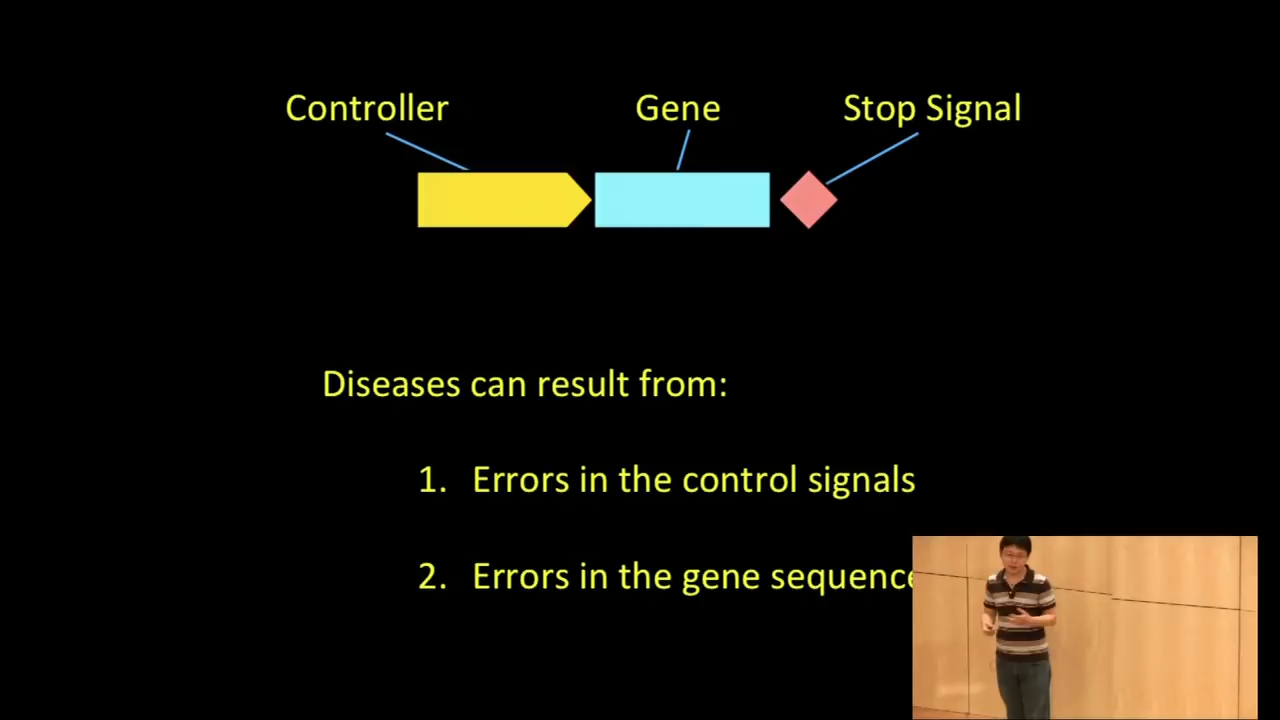 Controller Gene Stop Signal
Diseases can result from:
1. Errors in the control signals
2. Errors in the gene sequence